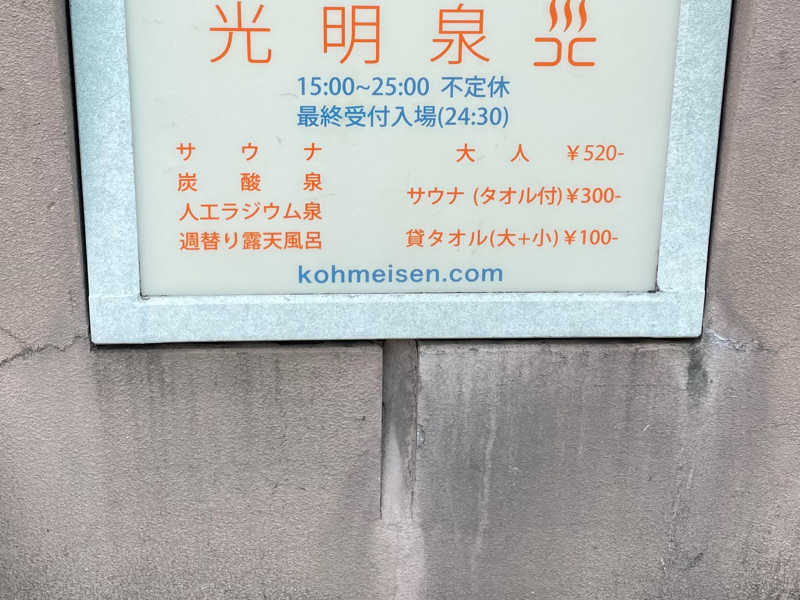 光明泉
15:00~25:00 不定休
最終受付入場(24:30)
サウナ 大人 ¥520-
炭酸泉
サウナ (タオル付)¥300-
人工ラジウム泉
週替り露天風呂 貸タオル(大+小)¥100-
kohmeisen.com